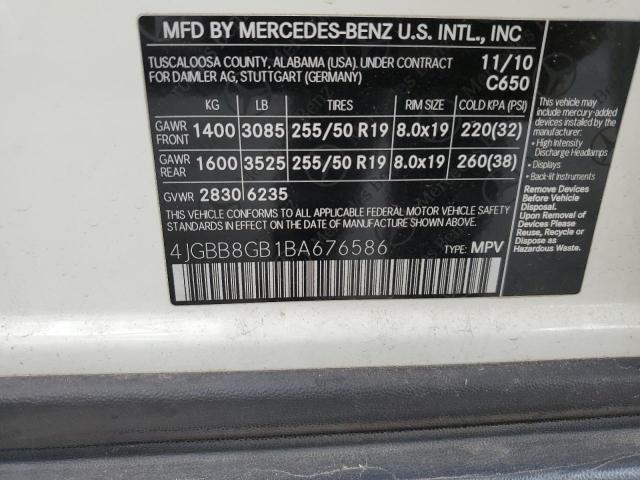 MFD BY MERCEDES-BENZ U.S. INTL., INC
TUSCALOOSA COUNTY, ALABAMA (USA), UNDER CONTRACT
FOR DAIMLER AG, STUTTGART (GERMANY)
11/10
C650
KG LB TIRES RIM SIZE COLD KPA (PSI)
GAWR FRONT 1400 3085 255/50 R19 8.0x19 220(32)
GAWR REAR 1600 3525 255/50 R19 8.0x19 260(38)
GVWR 2830 6235
THIS VEHICLE CONFORMS TO ALL APPLICABLE FEDERAL MOTOR VEHICLE SAFETY
STANDARDS IN EFFECT ON THE DATE OF MANUFACTURE SHOWN ABOVE.
4JGBB8GB1BA676586 TYPE: MPV
This vehicle may
include mercury-added
devices installed by the
manufacturer:
• High Intensity
Discharge Headlamps
• Displays
• Back-lit Instruments
Remove Devices
Before Vehicle
Disposal.
Upon Removal of
Devices Please
Reuse, Recycle or
Dispose as
Hazardous Waste.